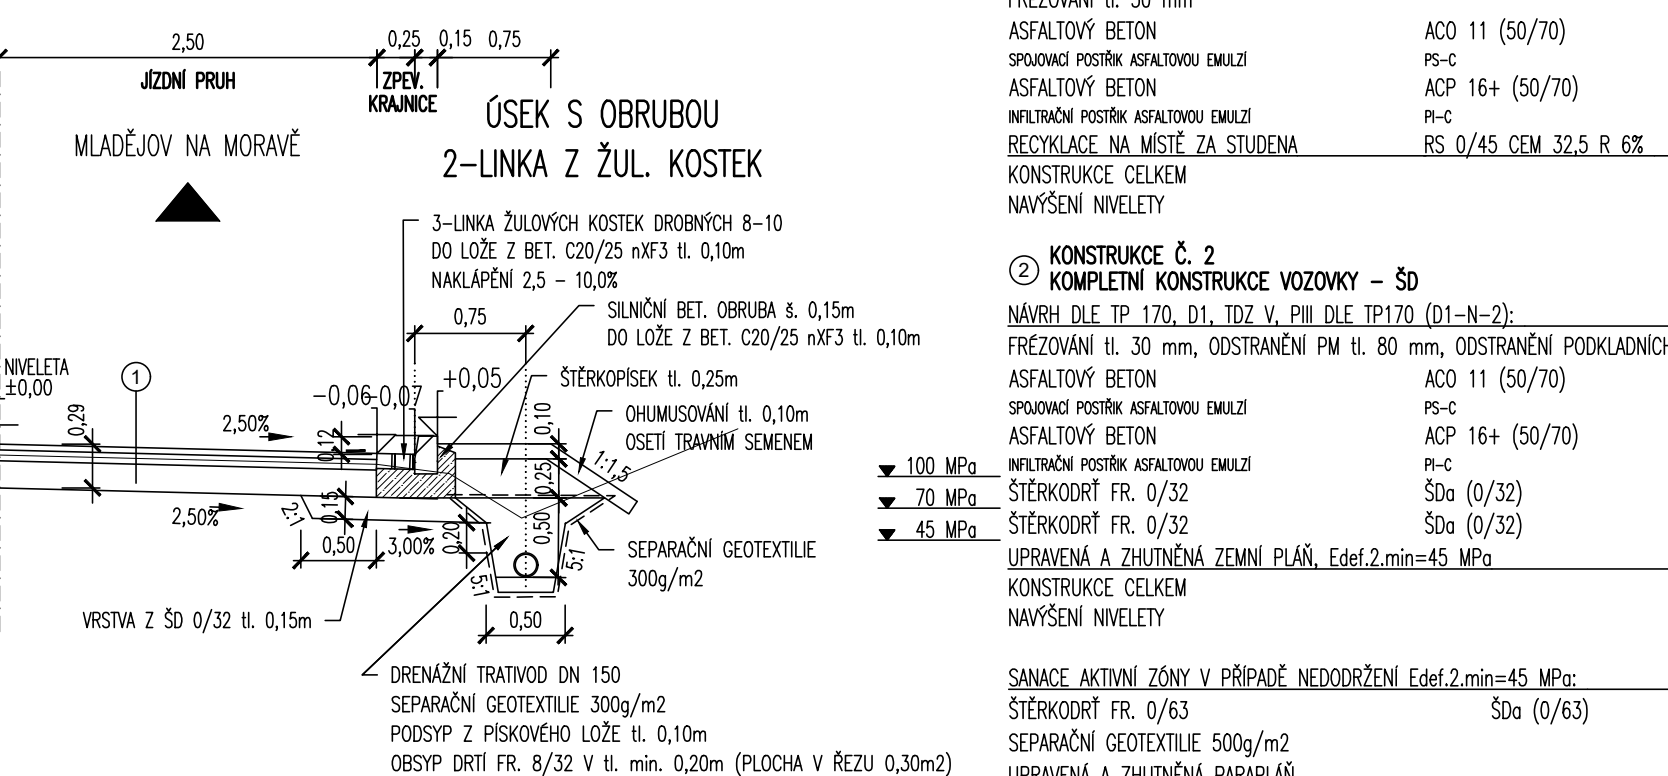 2,50
0,25
0,15
0,75
JÍZDNÍ PRUH
ZPEV.
KRAJNICE
MLADĚJOV NA MORAVĚ
ÚSEK S OBRUBOU
2-LINKA Z ŽUL. KOSTEK
3-LINKA ŽULOVÝCH KOSTEK DROBNÝCH 8-10
DO LOŽE Z BET. C20/25 nXF3 tl. 0,10m
NAKLÁPĚNÍ 2,5 - 10,0%
SILNIČNÍ BET. OBRUBA š. 0,15m
DO LOŽE Z BET. C20/25 nXF3 tl. 0,10m
0,75
NIVELETA
±0,00
1
-0,06
-0,07
+0,05
ŠTĚRKOPÍSEK tl. 0,25m
OHUMUSOVÁNÍ tl. 0,10m
OSETÍ TRAVNÍM SEMENEM
0,29
2,50%
0,12
0,10
1:1,5
0,25
2,50%
2:1
0,15
0,50
3,00%
0,20
0,50
5:1
5:1
SEPARAČNÍ GEOTEXTILIE
300g/m2
VRSTVA Z ŠD 0/32 tl. 0,15m
0,50
DRENÁŽNÍ TRATIVOD DN 150
SEPARAČNÍ GEOTEXTILIE 300g/m2
PODSYP Z PÍSKOVÉHO LOŽE tl. 0,10m
OBSYP DRTÍ FR. 8/32 V tl. min. 0,20m (PLOCHA V ŘEZU 0,30m2)
FRÉZOVÁNÍ tl. 30 mm
ASFALTOVÝ BETON ACO 11 (50/70)
SPOJOVACÍ POSTŘIK ASFALTOVOU EMULZÍ PS-C
ASFALTOVÝ BETON ACP 16+ (50/70)
INFILTRAČNÍ POSTŘIK ASFALTOVOU EMULZÍ PI-C
RECYKLACE NA MÍSTĚ ZA STUDENA RS 0/45 CEM 32,5 R 6%
KONSTRUKCE CELKEM
NAVÝŠENÍ NIVELETY
2 KONSTRUKCE Č. 2
KOMPLETNÍ KONSTRUKCE VOZOVKY - ŠD
NÁVRH DLE TP 170, D1, TDZ V, PIII DLE TP170 (D1-N-2):
FRÉZOVÁNÍ tl. 30 mm, ODSTRANĚNÍ PM tl. 80 mm, ODSTRANĚNÍ PODKLADNÍCH
ASFALTOVÝ BETON ACO 11 (50/70)
SPOJOVACÍ POSTŘIK ASFALTOVOU EMULZÍ PS-C
ASFALTOVÝ BETON ACP 16+ (50/70)
100 MPa INFILTRAČNÍ POSTŘIK ASFALTOVOU EMULZÍ PI-C
70 MPa ŠTĚRKODRŤ FR. 0/32 ŠDa (0/32)
45 MPa ŠTĚRKODRŤ FR. 0/32 ŠDa (0/32)
UPRAVENÁ A ZHUTNĚNÁ ZEMNÍ PLÁŇ, Edef.2.min=45 MPa
KONSTRUKCE CELKEM
NAVÝŠENÍ NIVELETY
SANACE AKTIVNÍ ZÓNY V PŘÍPADĚ NEDODRŽENÍ Edef.2.min=45 MPa:
ŠTĚRKODRŤ FR. 0/63 ŠDa (0/63)
SEPARAČNÍ GEOTEXTILIE 500g/m2
UPRAVENÁ A ZHUTNĚNÁ PARAPLÁŇ